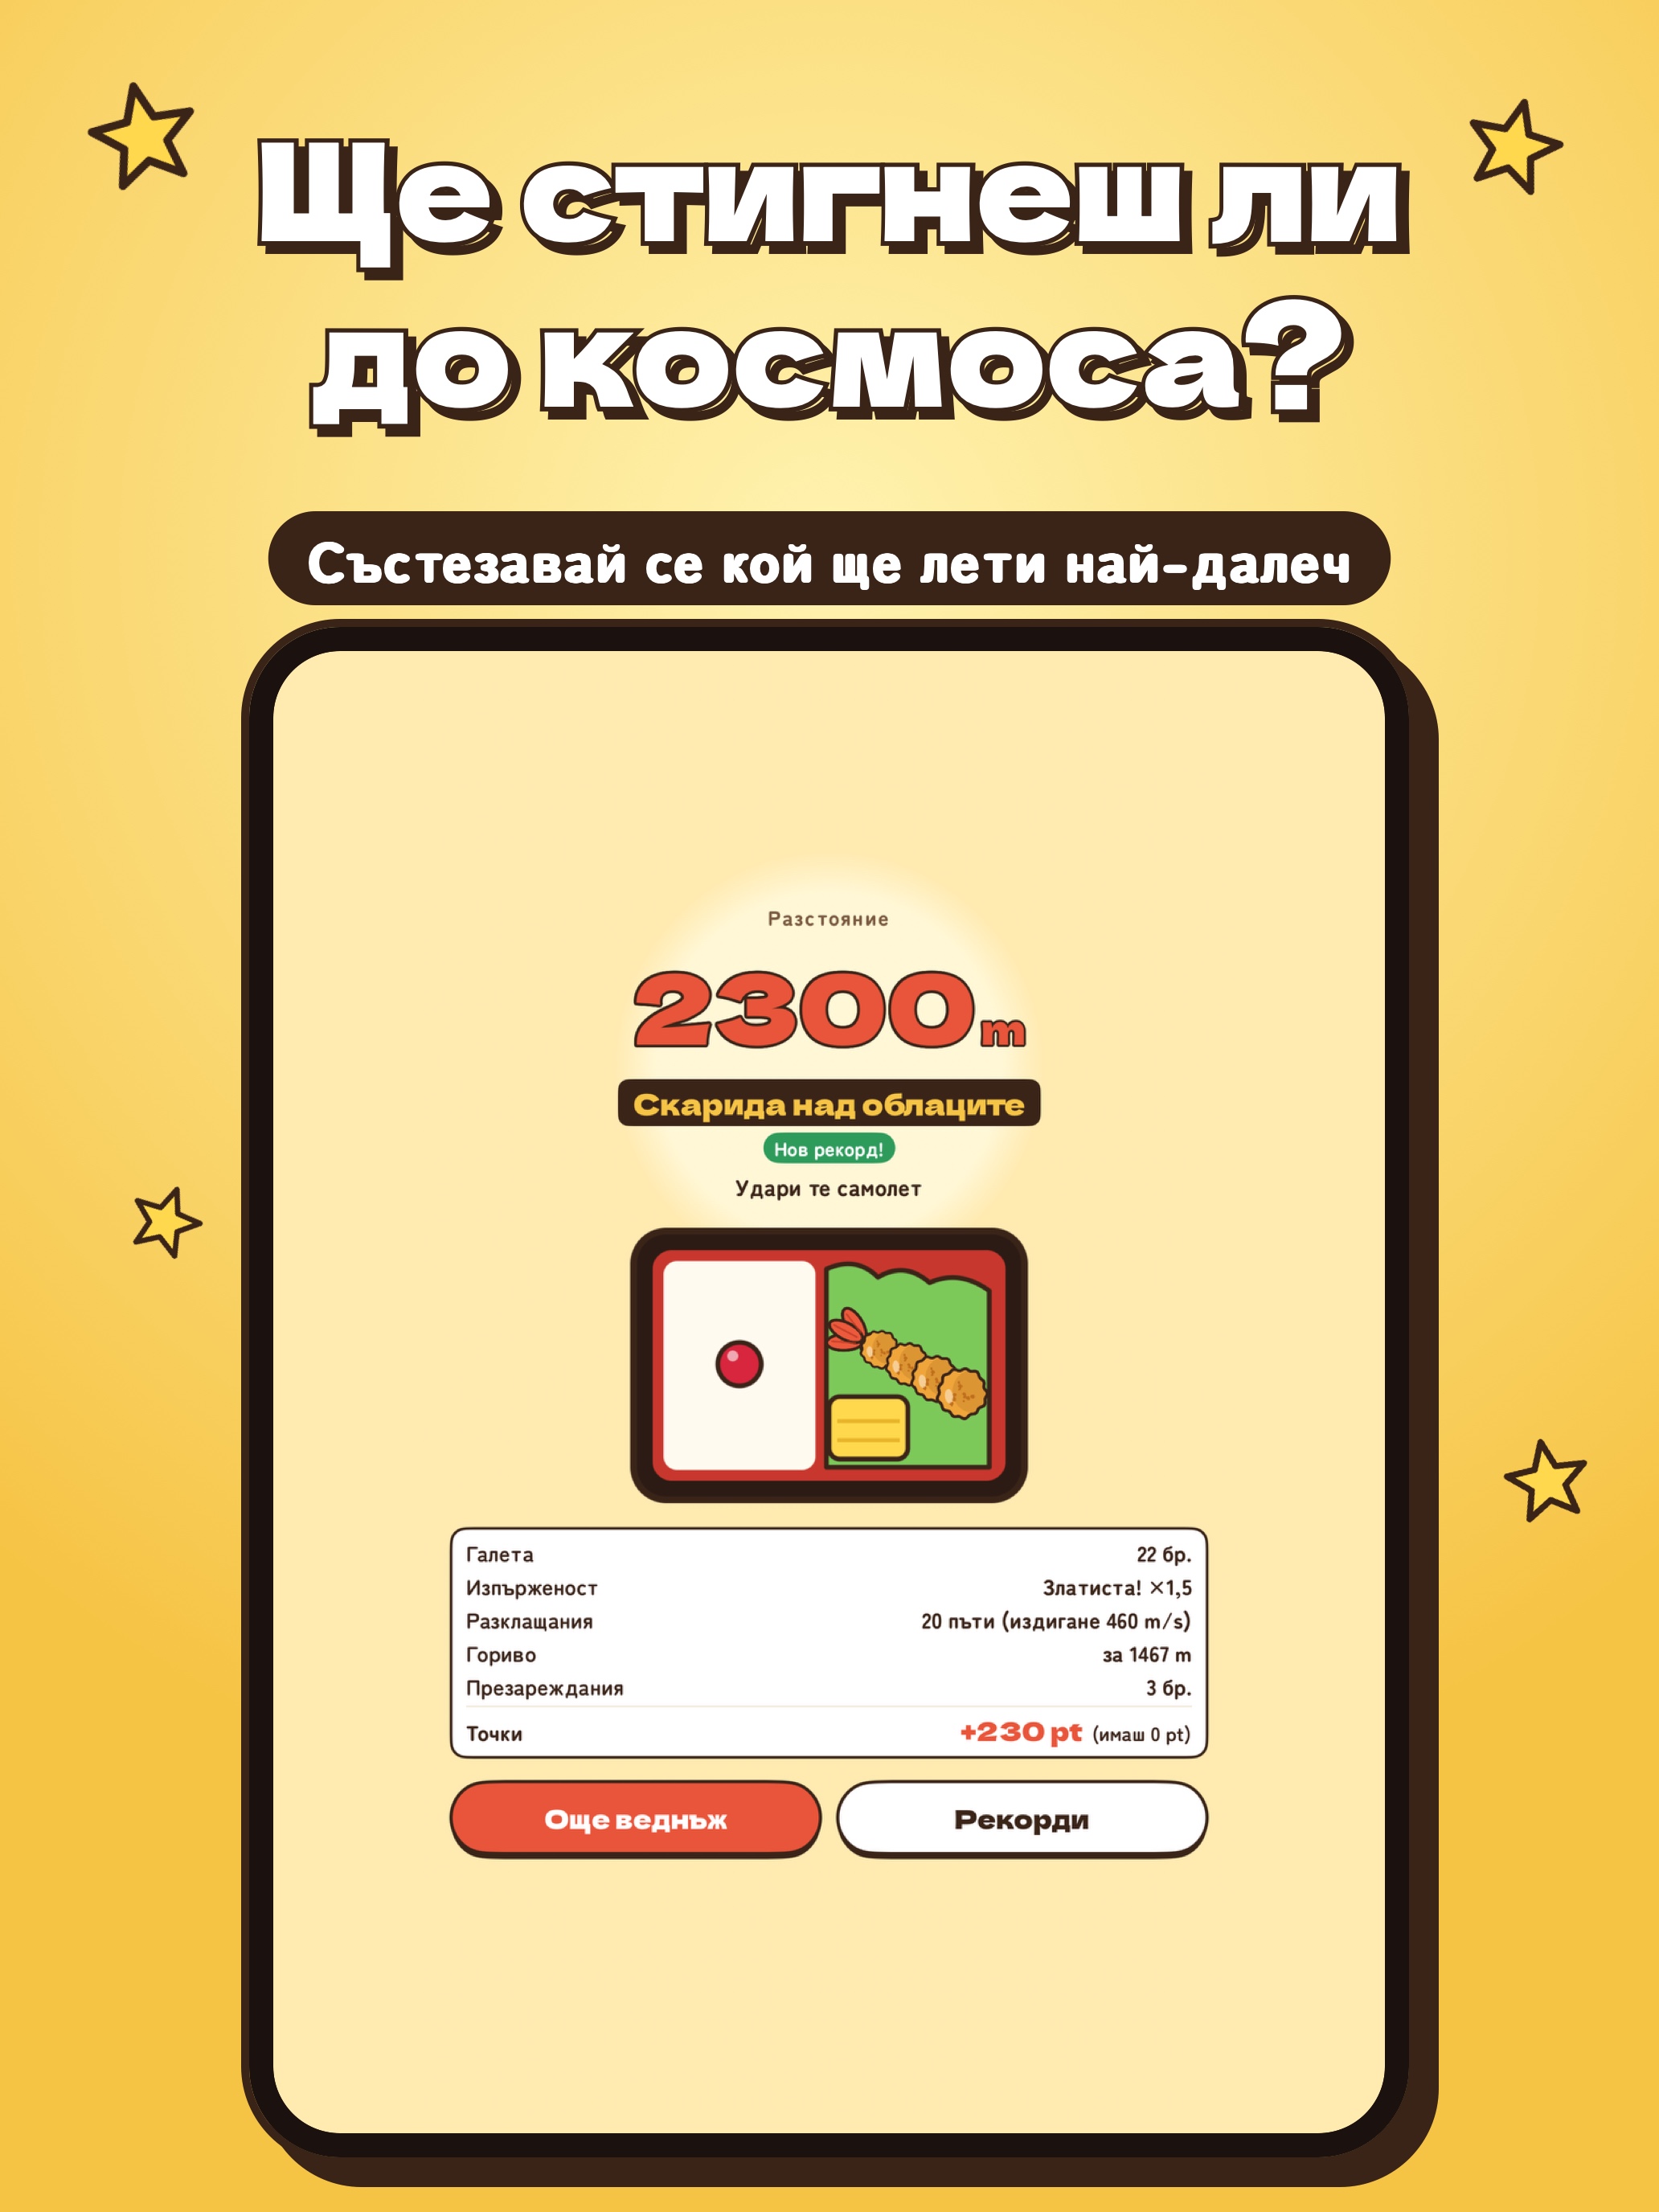 Ще стигнеш ли
до космоса?
Състезавай се кой ще лети най-далеч
Разстояние
2300 m
Скарида над облаците
Нов рекорд!
Удари те самолет
Галета 22 бр.
Изпърженост Златиста! ×1,5
Разклащания 20 пъти (издигане 460 m/s)
Гориво за 1467 m
Презареждания 3 бр.
Точки +230 pt (имаш 0 pt)
Още веднъж Рекорди